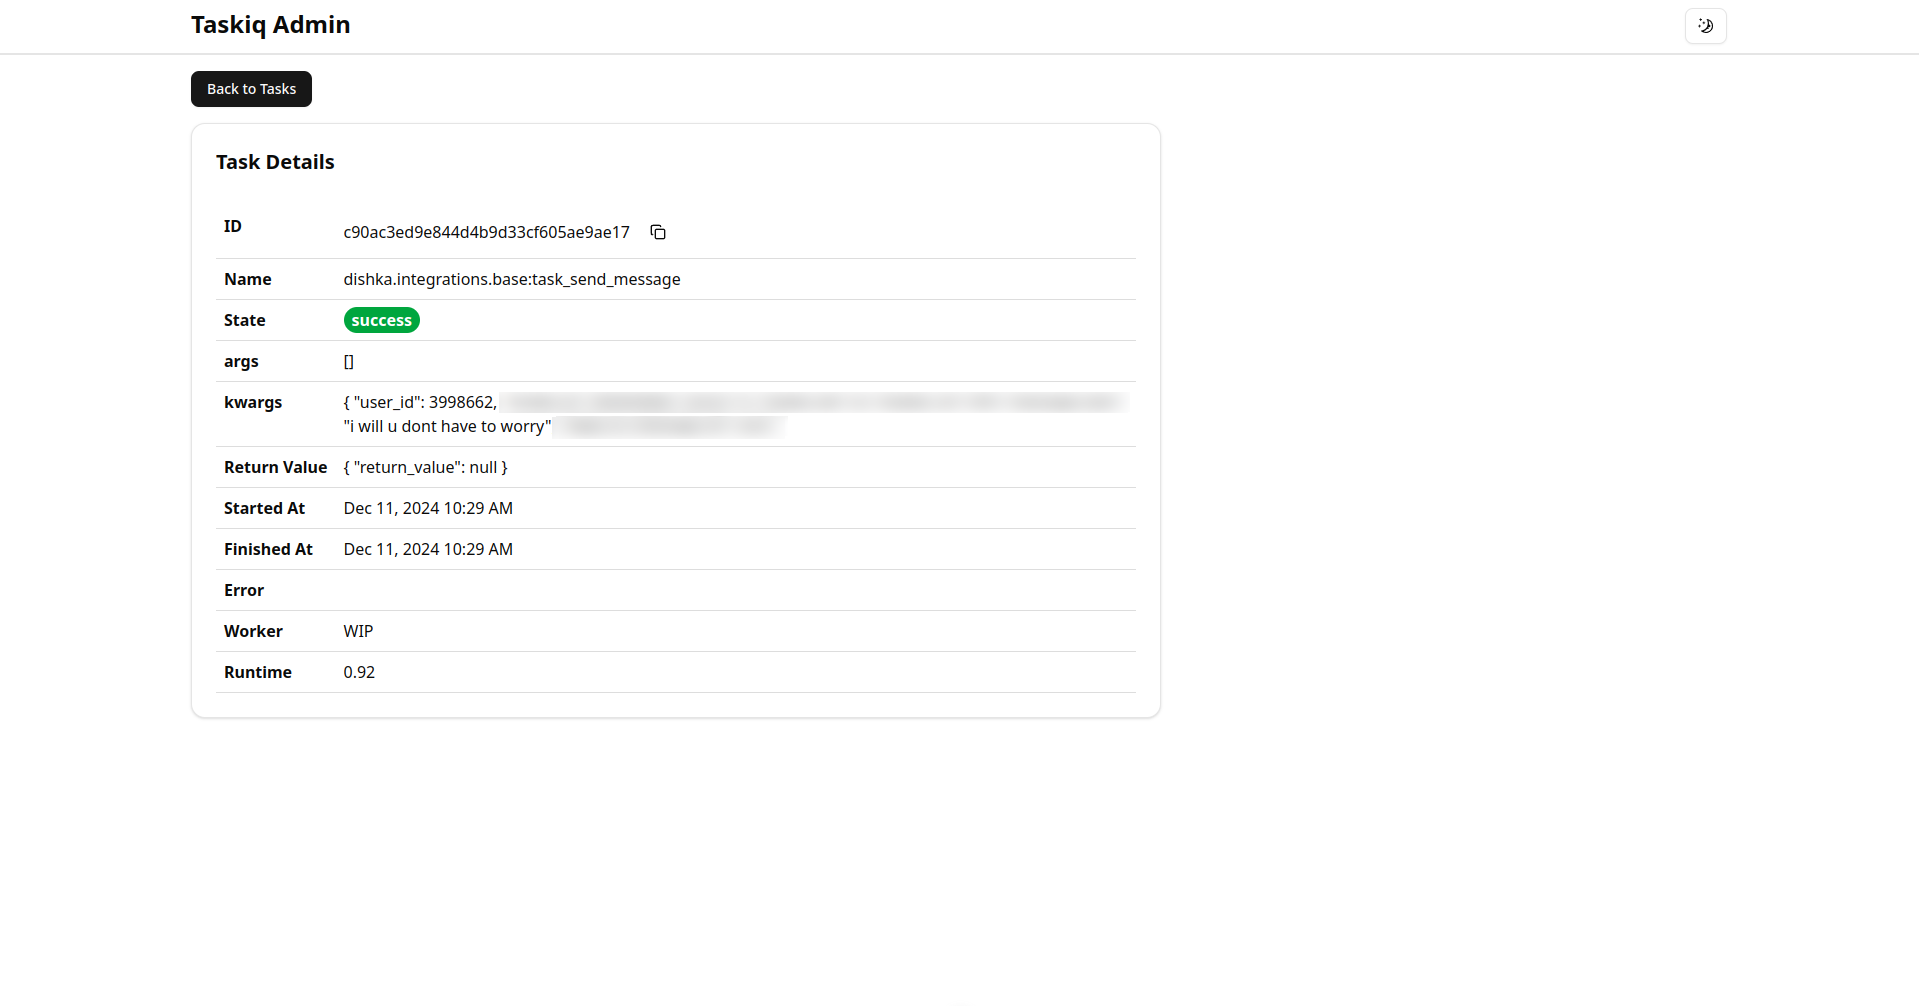 Taskiq Admin
Back to Tasks
Task Details
ID c90ac3ed9e844d4b9d33cf605ae9ae17
Name dishka.integrations.base:task_send_message
State success
args []
kwargs { "user_id": 3998662,
"i will u dont have to worry"
Return Value { "return_value": null }
Started At Dec 11, 2024 10:29 AM
Finished At Dec 11, 2024 10:29 AM
Error
Worker WIP
Runtime 0.92